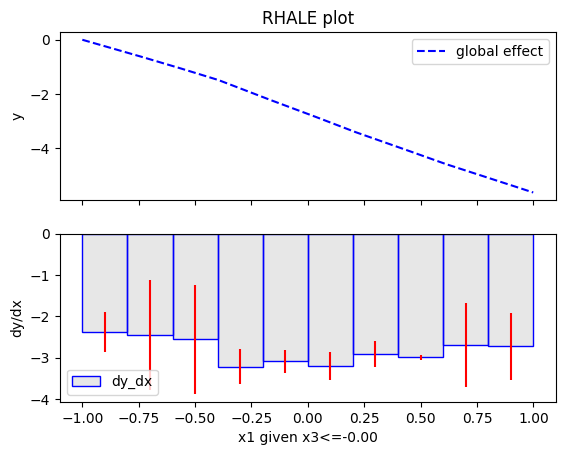 RHALE plot
global effect
0
−2
−4
y
0
−1
−2
−3
−4
dy/dx
dy_dx
−1.00 −0.75 −0.50 −0.25 0.00 0.25 0.50 0.75 1.00
x1 given x3<=-0.00